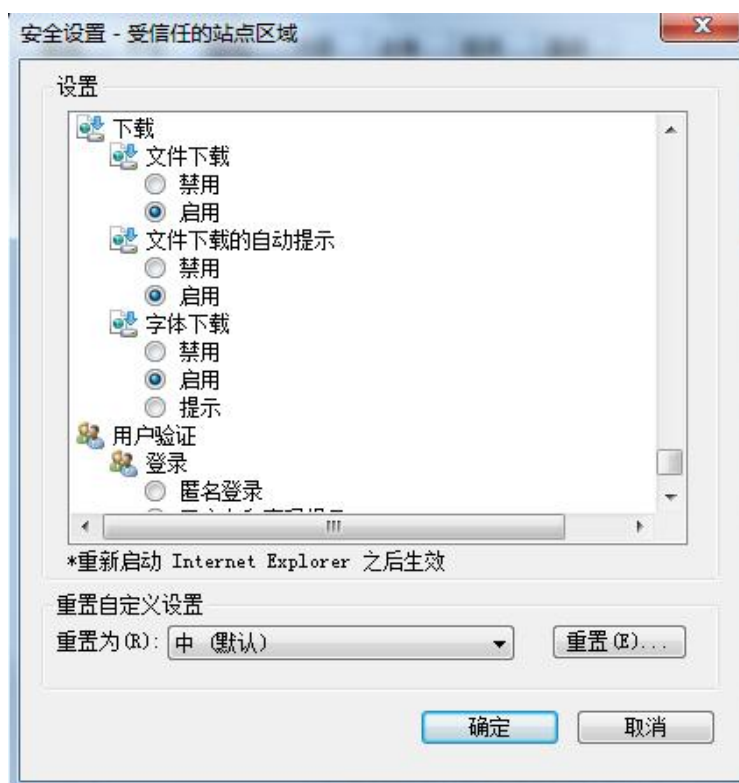 安全设置 - 受信任的站点区域
设置
下载
文件下载
禁用
启用
文件下载的自动提示
禁用
启用
字体下载
禁用
启用
提示
用户验证
登录
匿名登录
*重新启动 Internet Explorer 之后生效
重置自定义设置
重置为(R): 中 (默认) 重置(E)...
确定 取消